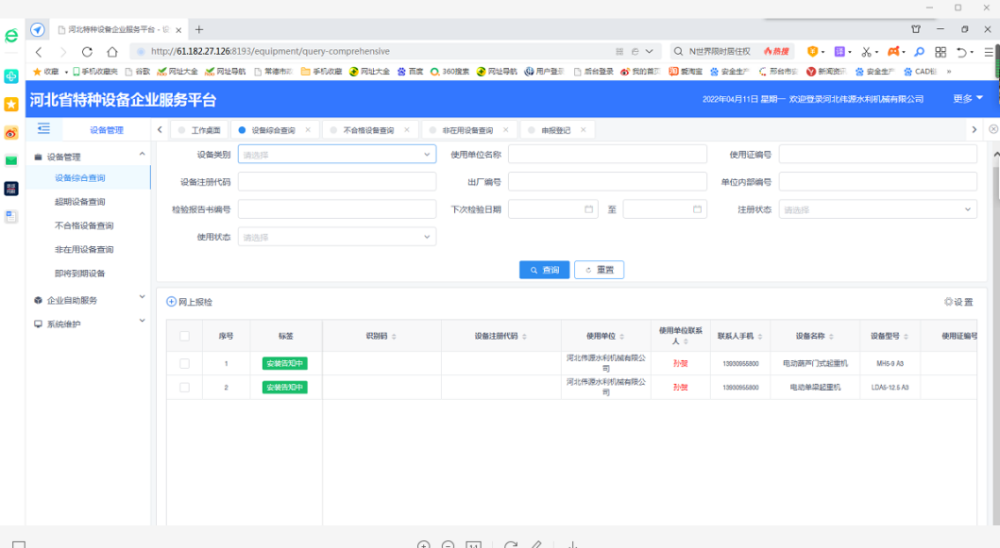 河北特种设备企业服务平台 - 设
http://61.182.27.126:8193/equipment/query-comprehensive
N世界限时居住权
热搜
收藏 手机收藏夹 谷歌 网址大全 网址导航 常德市政 手机收藏 网址大全 百度 360搜索 网址导航 用户登录 后台登录 我的首页 爱淘宝 安全生产 邢台市安 新闻资讯 安全生产 CAD教
河北省特种设备企业服务平台
2022年04月11日 星期一 欢迎登录河北伟源水利机械有限公司
更多
设备管理
工作桌面 设备综合查询 不合格设备查询 非在用设备查询 申报登记
设备管理
设备综合查询
超期设备查询
不合格设备查询
非在用设备查询
即将到期设备
企业自助服务
系统维护
设备类别 请选择 使用单位名称 使用证编号
设备注册代码 出厂编号 单位内部编号
检验报告书编号 下次检验日期 至 注册状态 请选择
使用状态 请选择
查询 重置
网上报检
设置
序号 标签 识别码 设备注册代码 使用单位 使用单位联系人 联系人手机 设备名称 设备型号 使用证编号
1 安装告知中 河北伟源水利机械有限公司 13930955800 电动葫芦门式起重机 MH5-9 A3
2 安装告知中 河北伟源水利机械有限公司 13930955800 电动单梁起重机 LDA5-12.5 A3